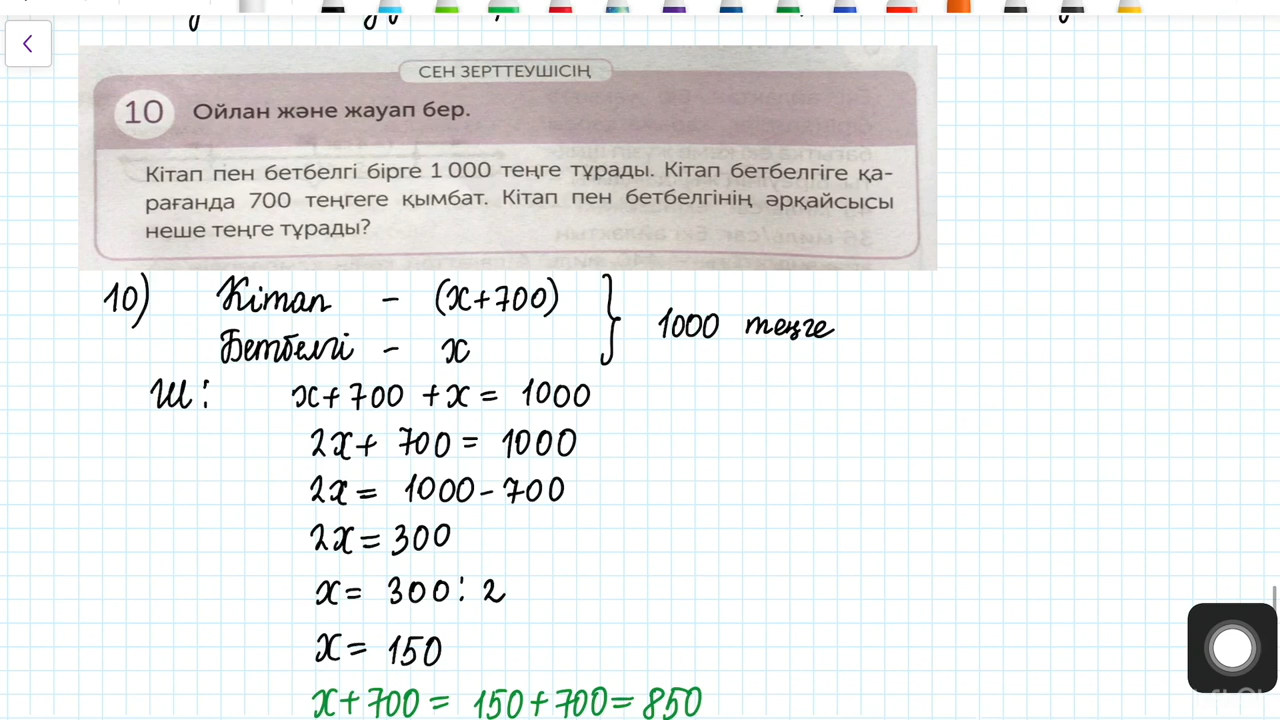 СЕН ЗЕРТТЕУШІСІҢ
10 Ойлан және жауап бер.
Кітап пен бетбелгі бірге 1 000 теңге тұрады. Кітап бетбелгіге қа-
рағанда 700 теңгеге қымбат. Кітап пен бетбелгінің әрқайсысы
неше теңге тұрады?
10) Кітап - (x+700)
Бетбелгі - x
} 1000 теңге
Ш: x+700 +x = 1000
2x+ 700 = 1000
2x = 1000-700
2x = 300
x = 300 : 2
x = 150
x+700 = 150+700 = 850